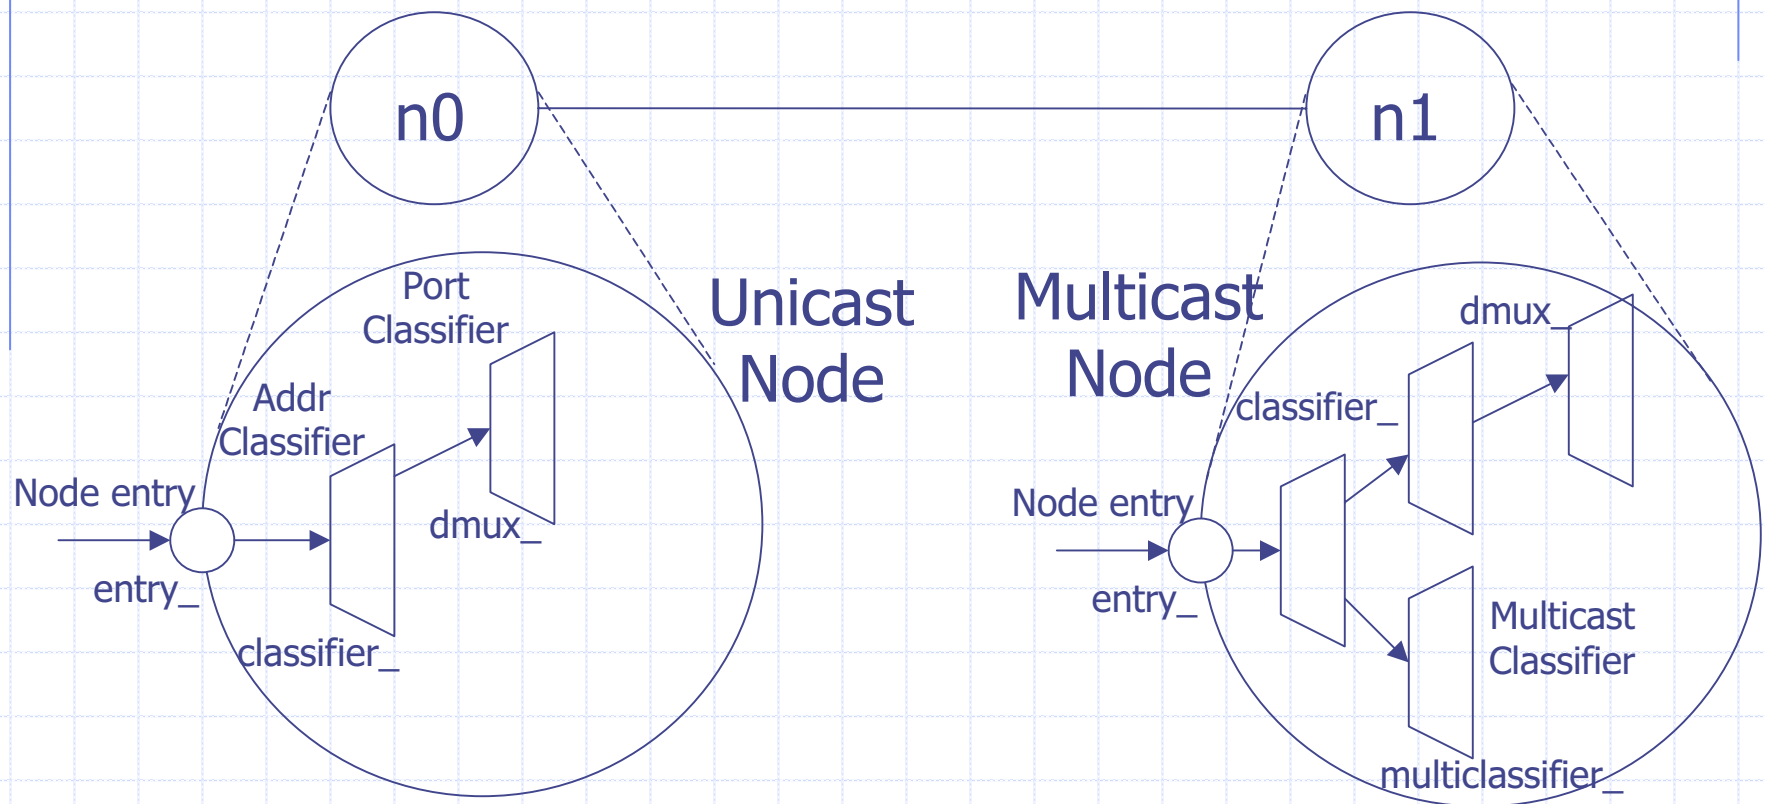 n0
n1
Port
Classifier
Unicast
Node
Addr
Classifier
Node entry
entry_
classifier_
dmux_
Multicast
Node
dmux_
classifier_
Node entry
entry_
Multicast
Classifier
multiclassifier_